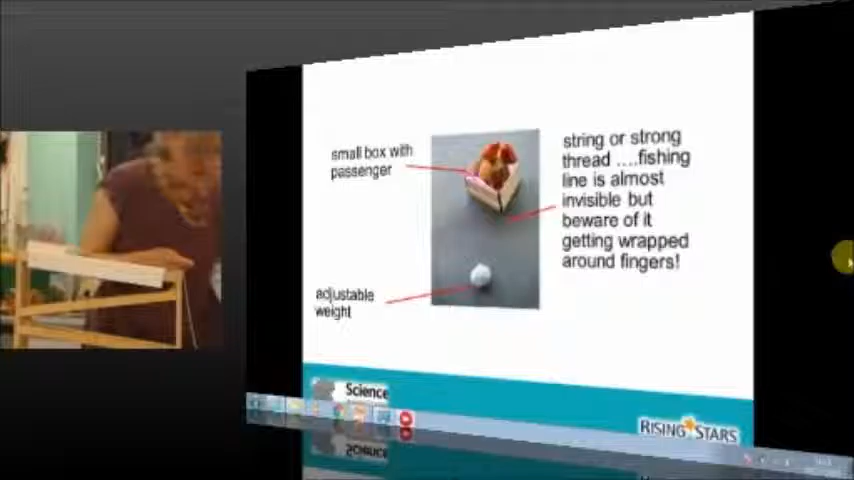 small box with
passenger
string or strong
thread ....fishing
line is almost
invisible but
beware of it
getting wrapped
around fingers!
adjustable
weight
Science
RISING STARS